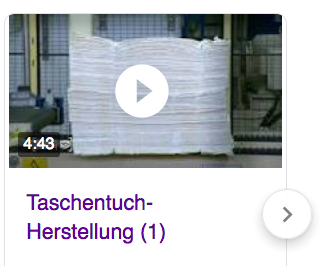 4:43
Taschentuch-
Herstellung (1)